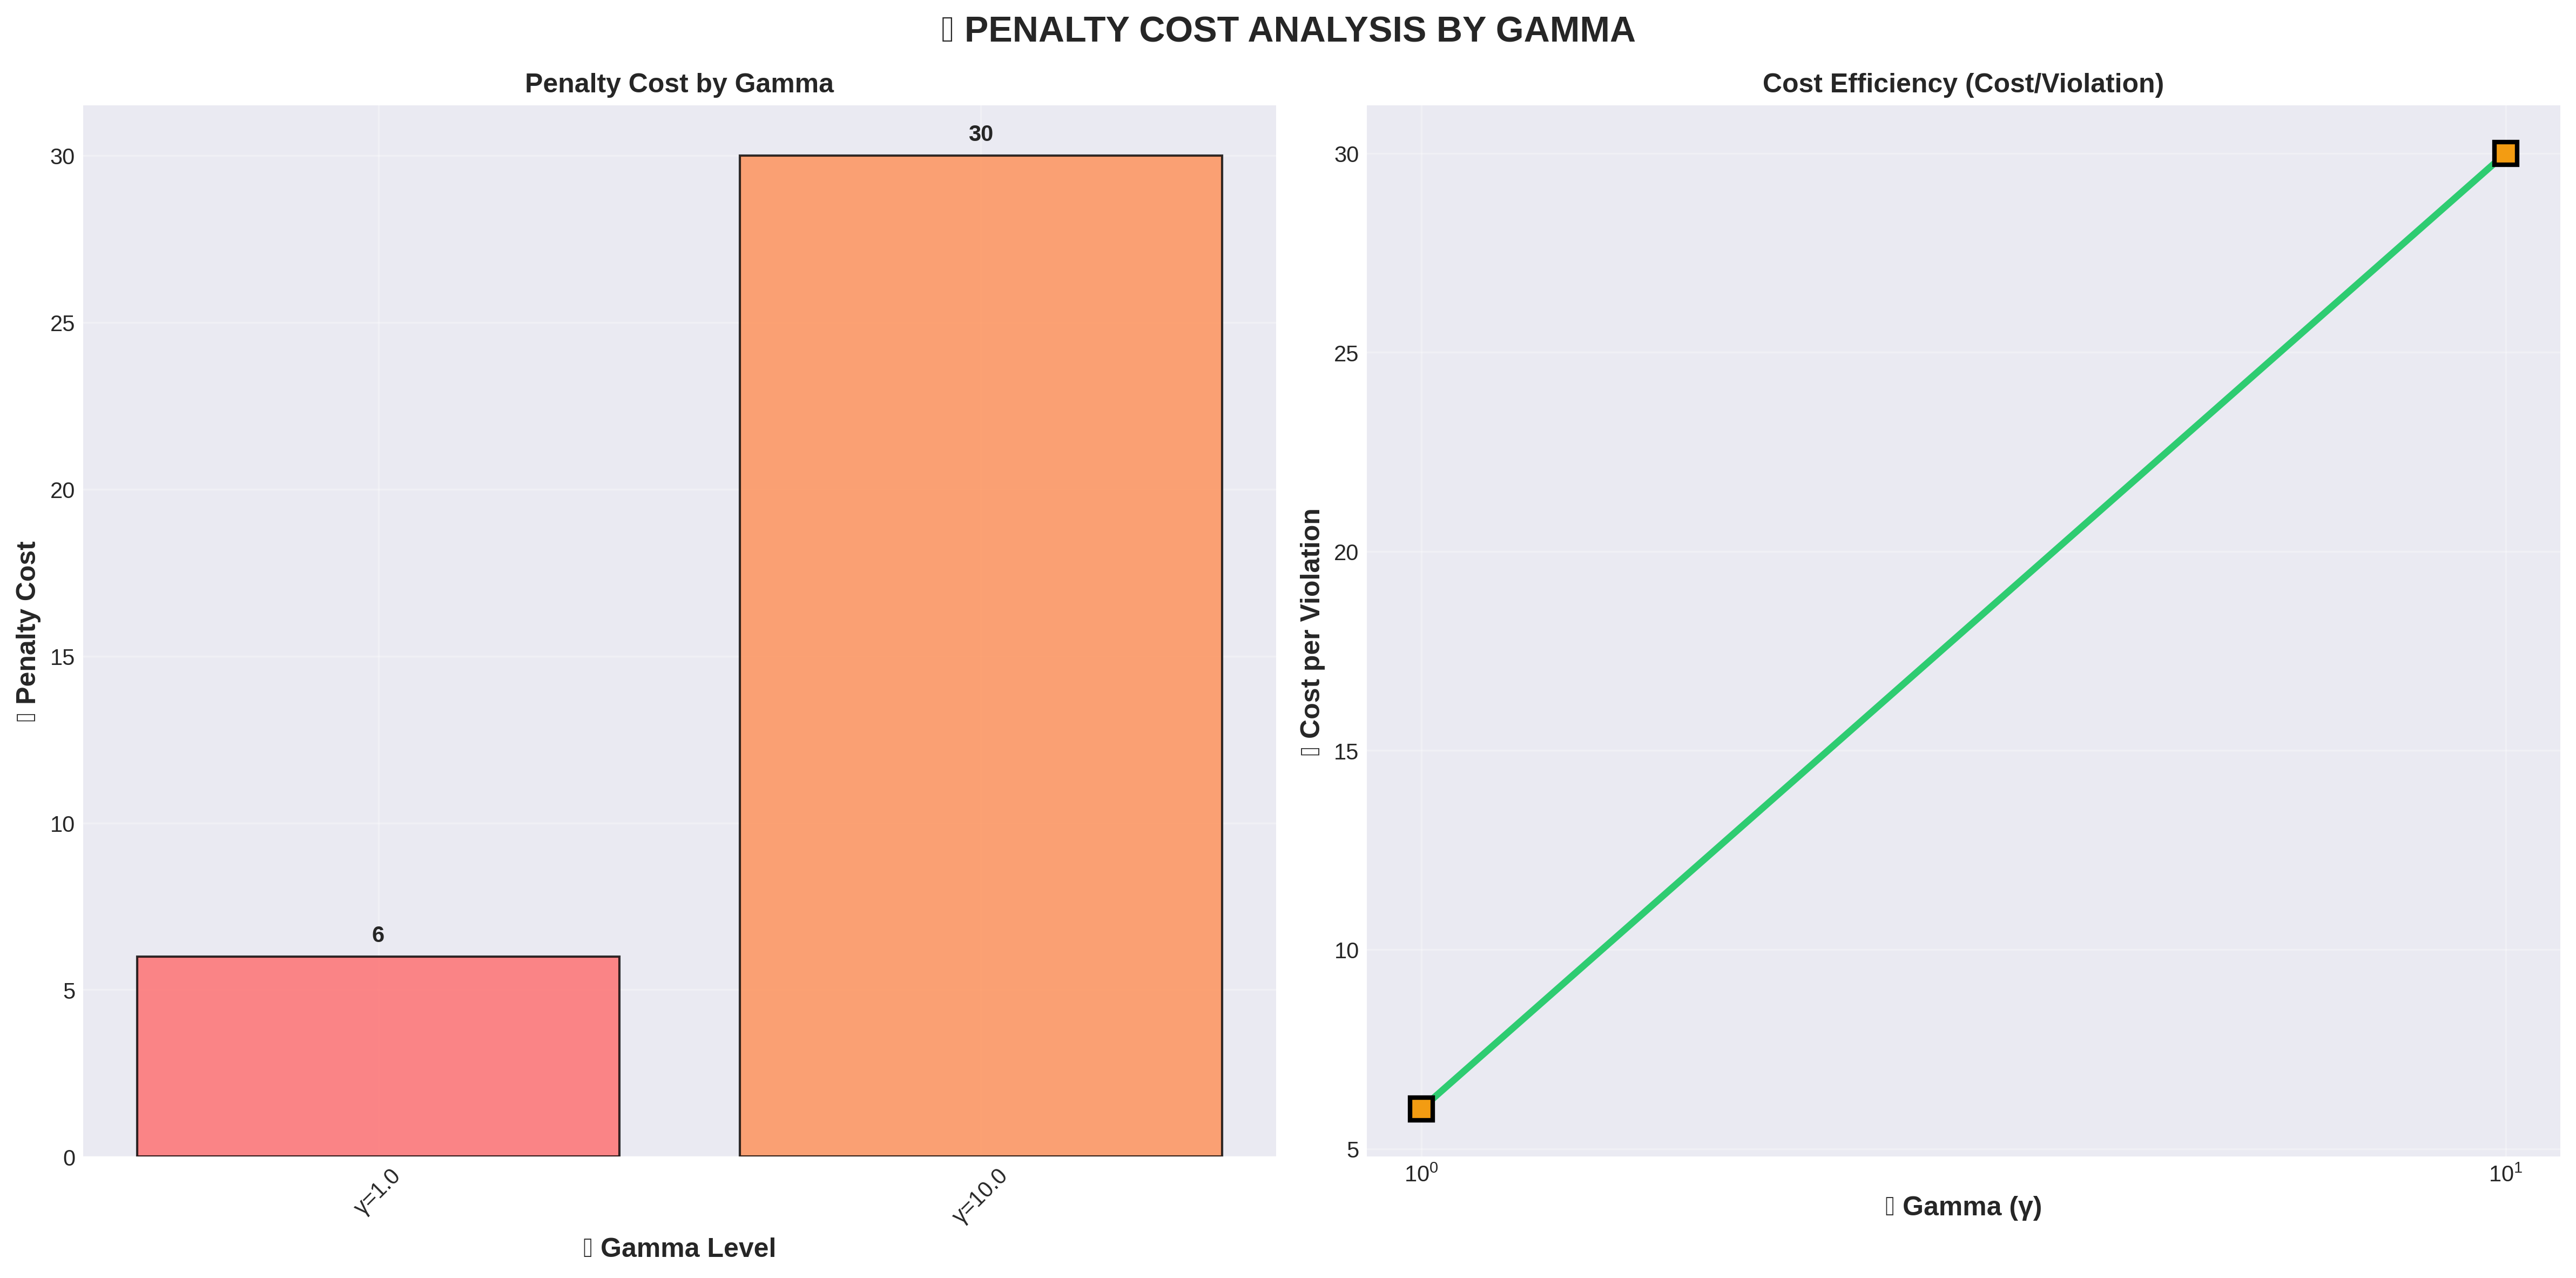 ▯ PENALTY COST ANALYSIS BY GAMMA
Penalty Cost by Gamma
30
25
20
15
10
5
0
▯ Penalty Cost
6
30
γ=1.0
γ=10.0
▯ Gamma Level
Cost Efficiency (Cost/Violation)
30
25
20
15
10
5
▯ Cost per Violation
10⁰
10¹
▯ Gamma (γ)